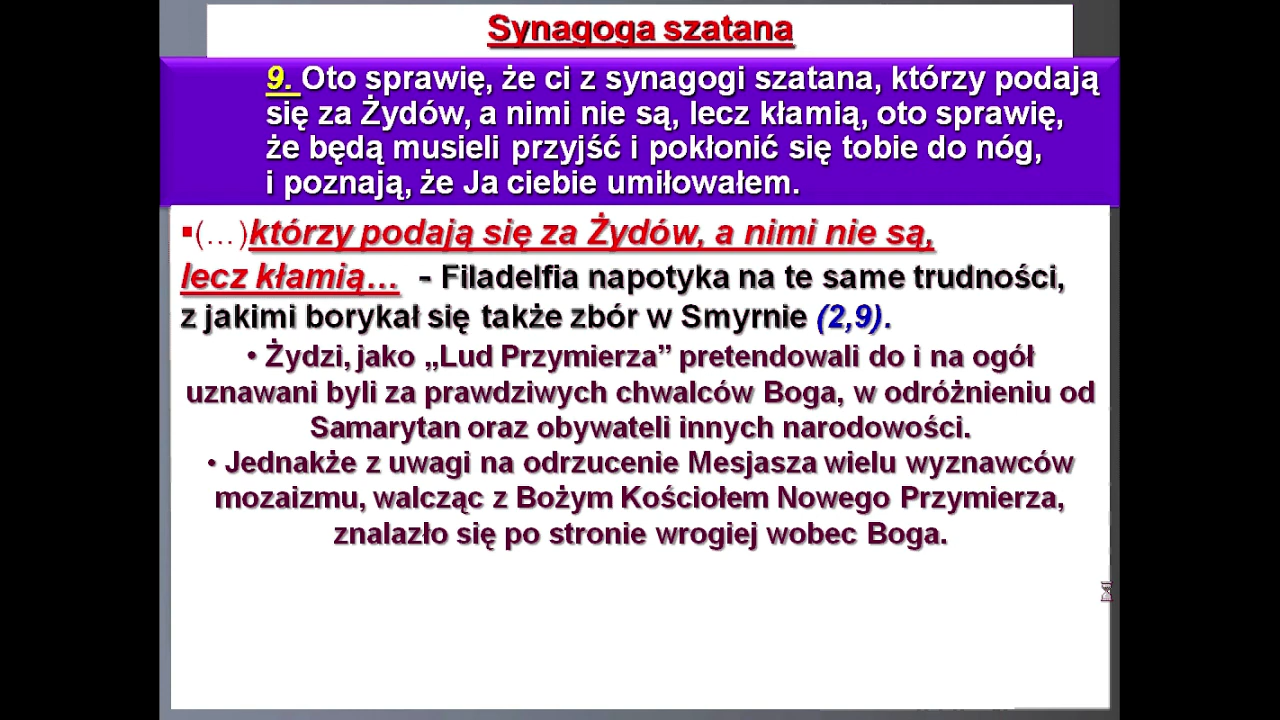 Synagoga szatana
9. Oto sprawię, że ci z synagogi szatana, którzy podają
się za Żydów, a nimi nie są, lecz kłamią, oto sprawię,
że będą musieli przyjść i pokłonić się tobie do nóg,
i poznają, że Ja ciebie umiłowałem.
▪(…)którzy podają się za Żydów, a nimi nie są,
lecz kłamią… - Filadelfia napotyka na te same trudności,
z jakimi borykał się także zbór w Smyrnie (2,9).
• Żydzi, jako „Lud Przymierza” pretendowali do i na ogół
uznawani byli za prawdziwych chwalców Boga, w odróżnieniu od
Samarytan oraz obywateli innych narodowości.
• Jednakże z uwagi na odrzucenie Mesjasza wielu wyznawców
mozaizmu, walcząc z Bożym Kościołem Nowego Przymierza,
znalazło się po stronie wrogiej wobec Boga.